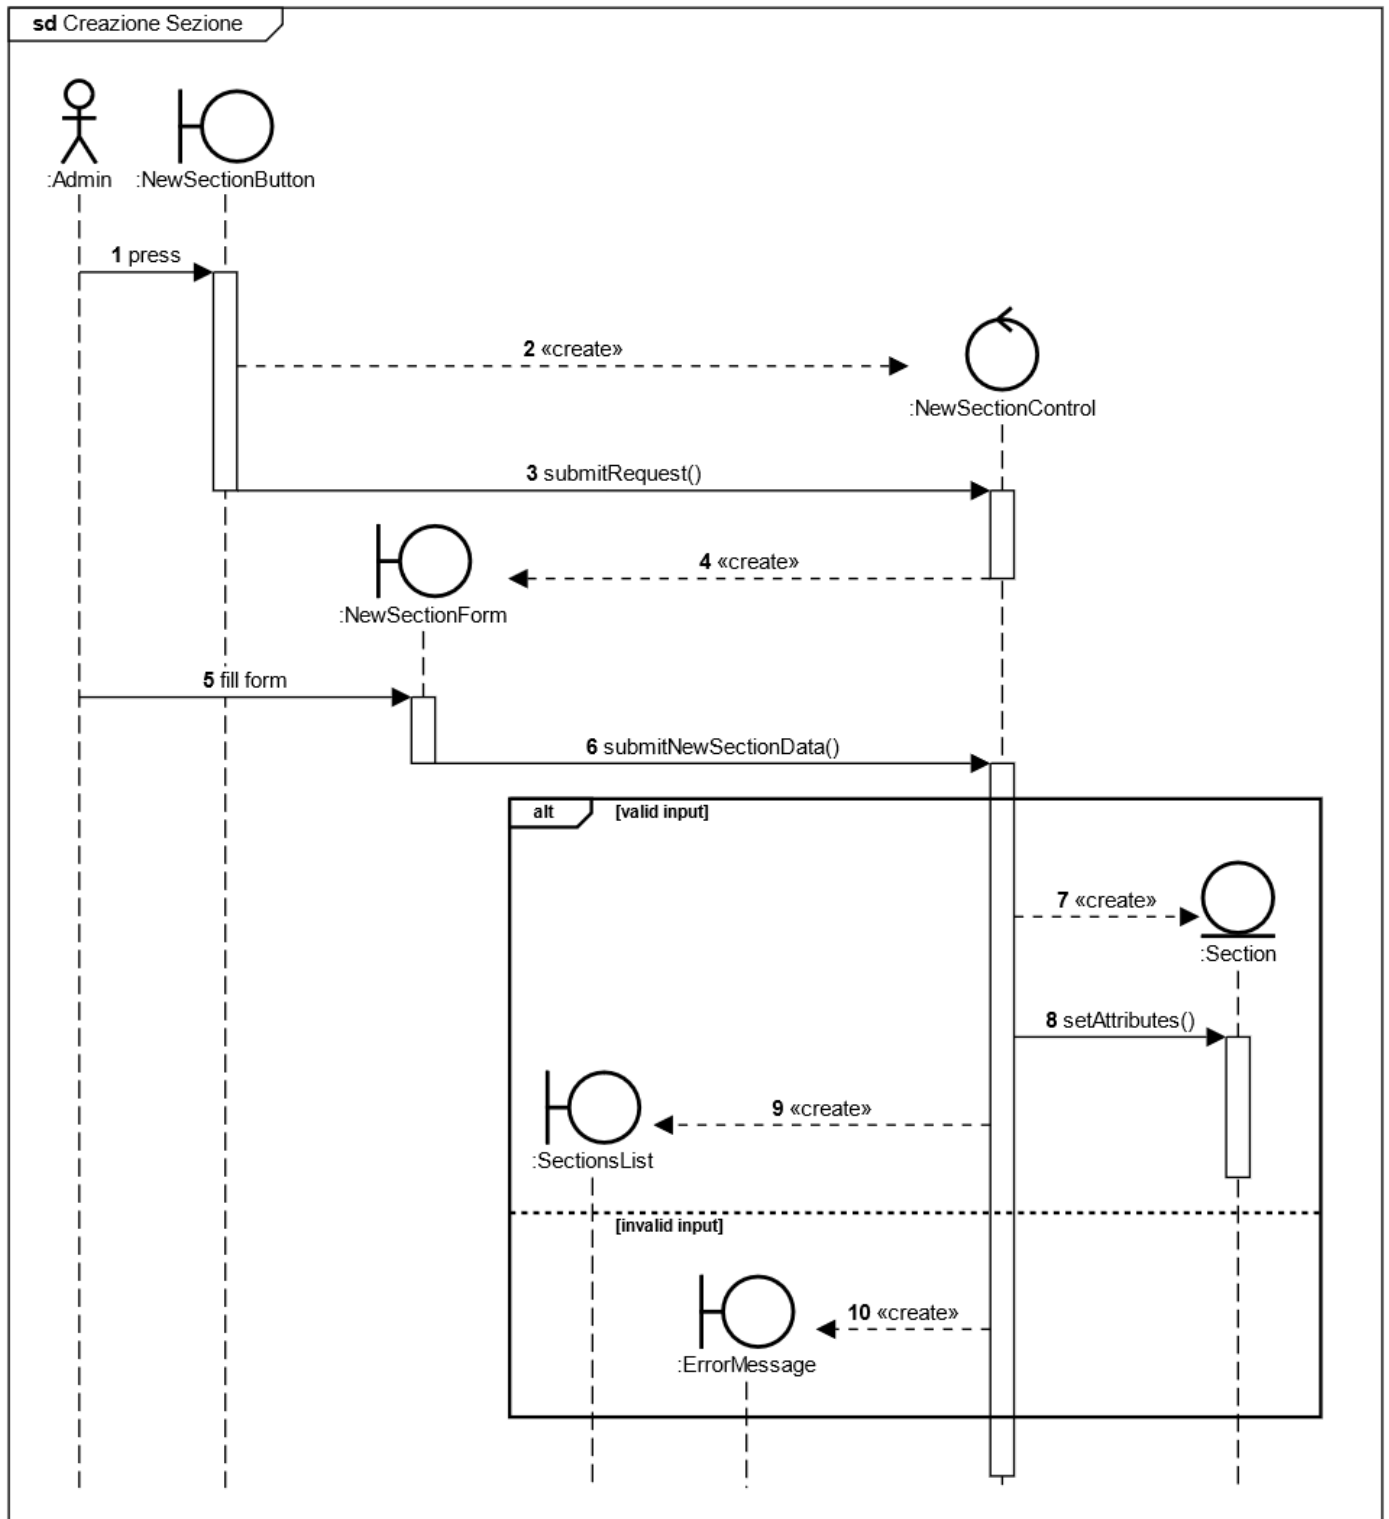 sd Creazione Sezione
:Admin
:NewSectionButton
1 press
2 «create»
:NewSectionControl
3 submitRequest()
4 «create»
:NewSectionForm
5 fill form
6 submitNewSectionData()
alt
[valid input]
7 «create»
:Section
8 setAttributes()
9 «create»
:SectionsList
[invalid input]
10 «create»
:ErrorMessage